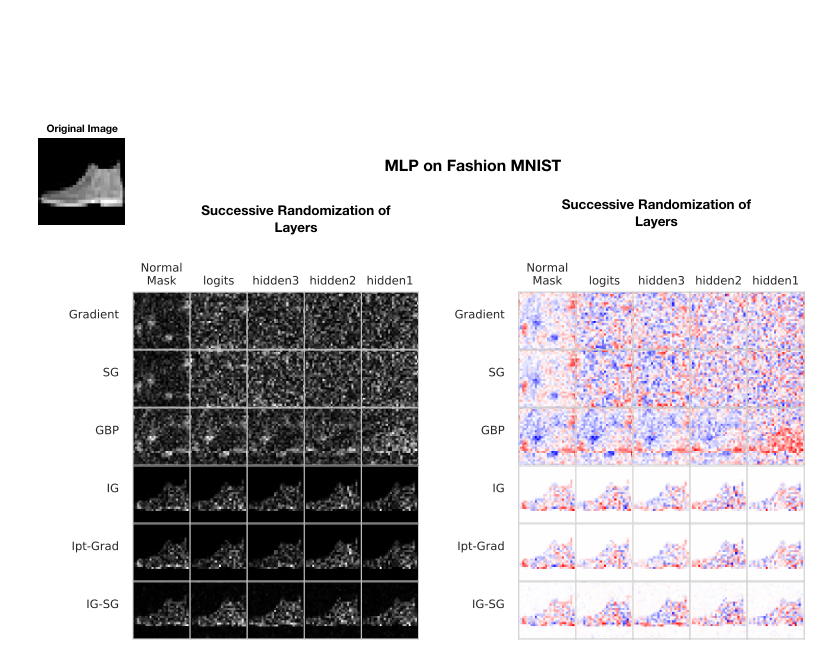 Original Image
MLP on Fashion MNIST
Successive Randomization of
Layers
Normal
Mask logits hidden3 hidden2 hidden1
Gradient
SG
GBP
IG
Ipt-Grad
IG-SG
Successive Randomization of
Layers
Normal
Mask logits hidden3 hidden2 hidden1
Gradient
SG
GBP
IG
Ipt-Grad
IG-SG